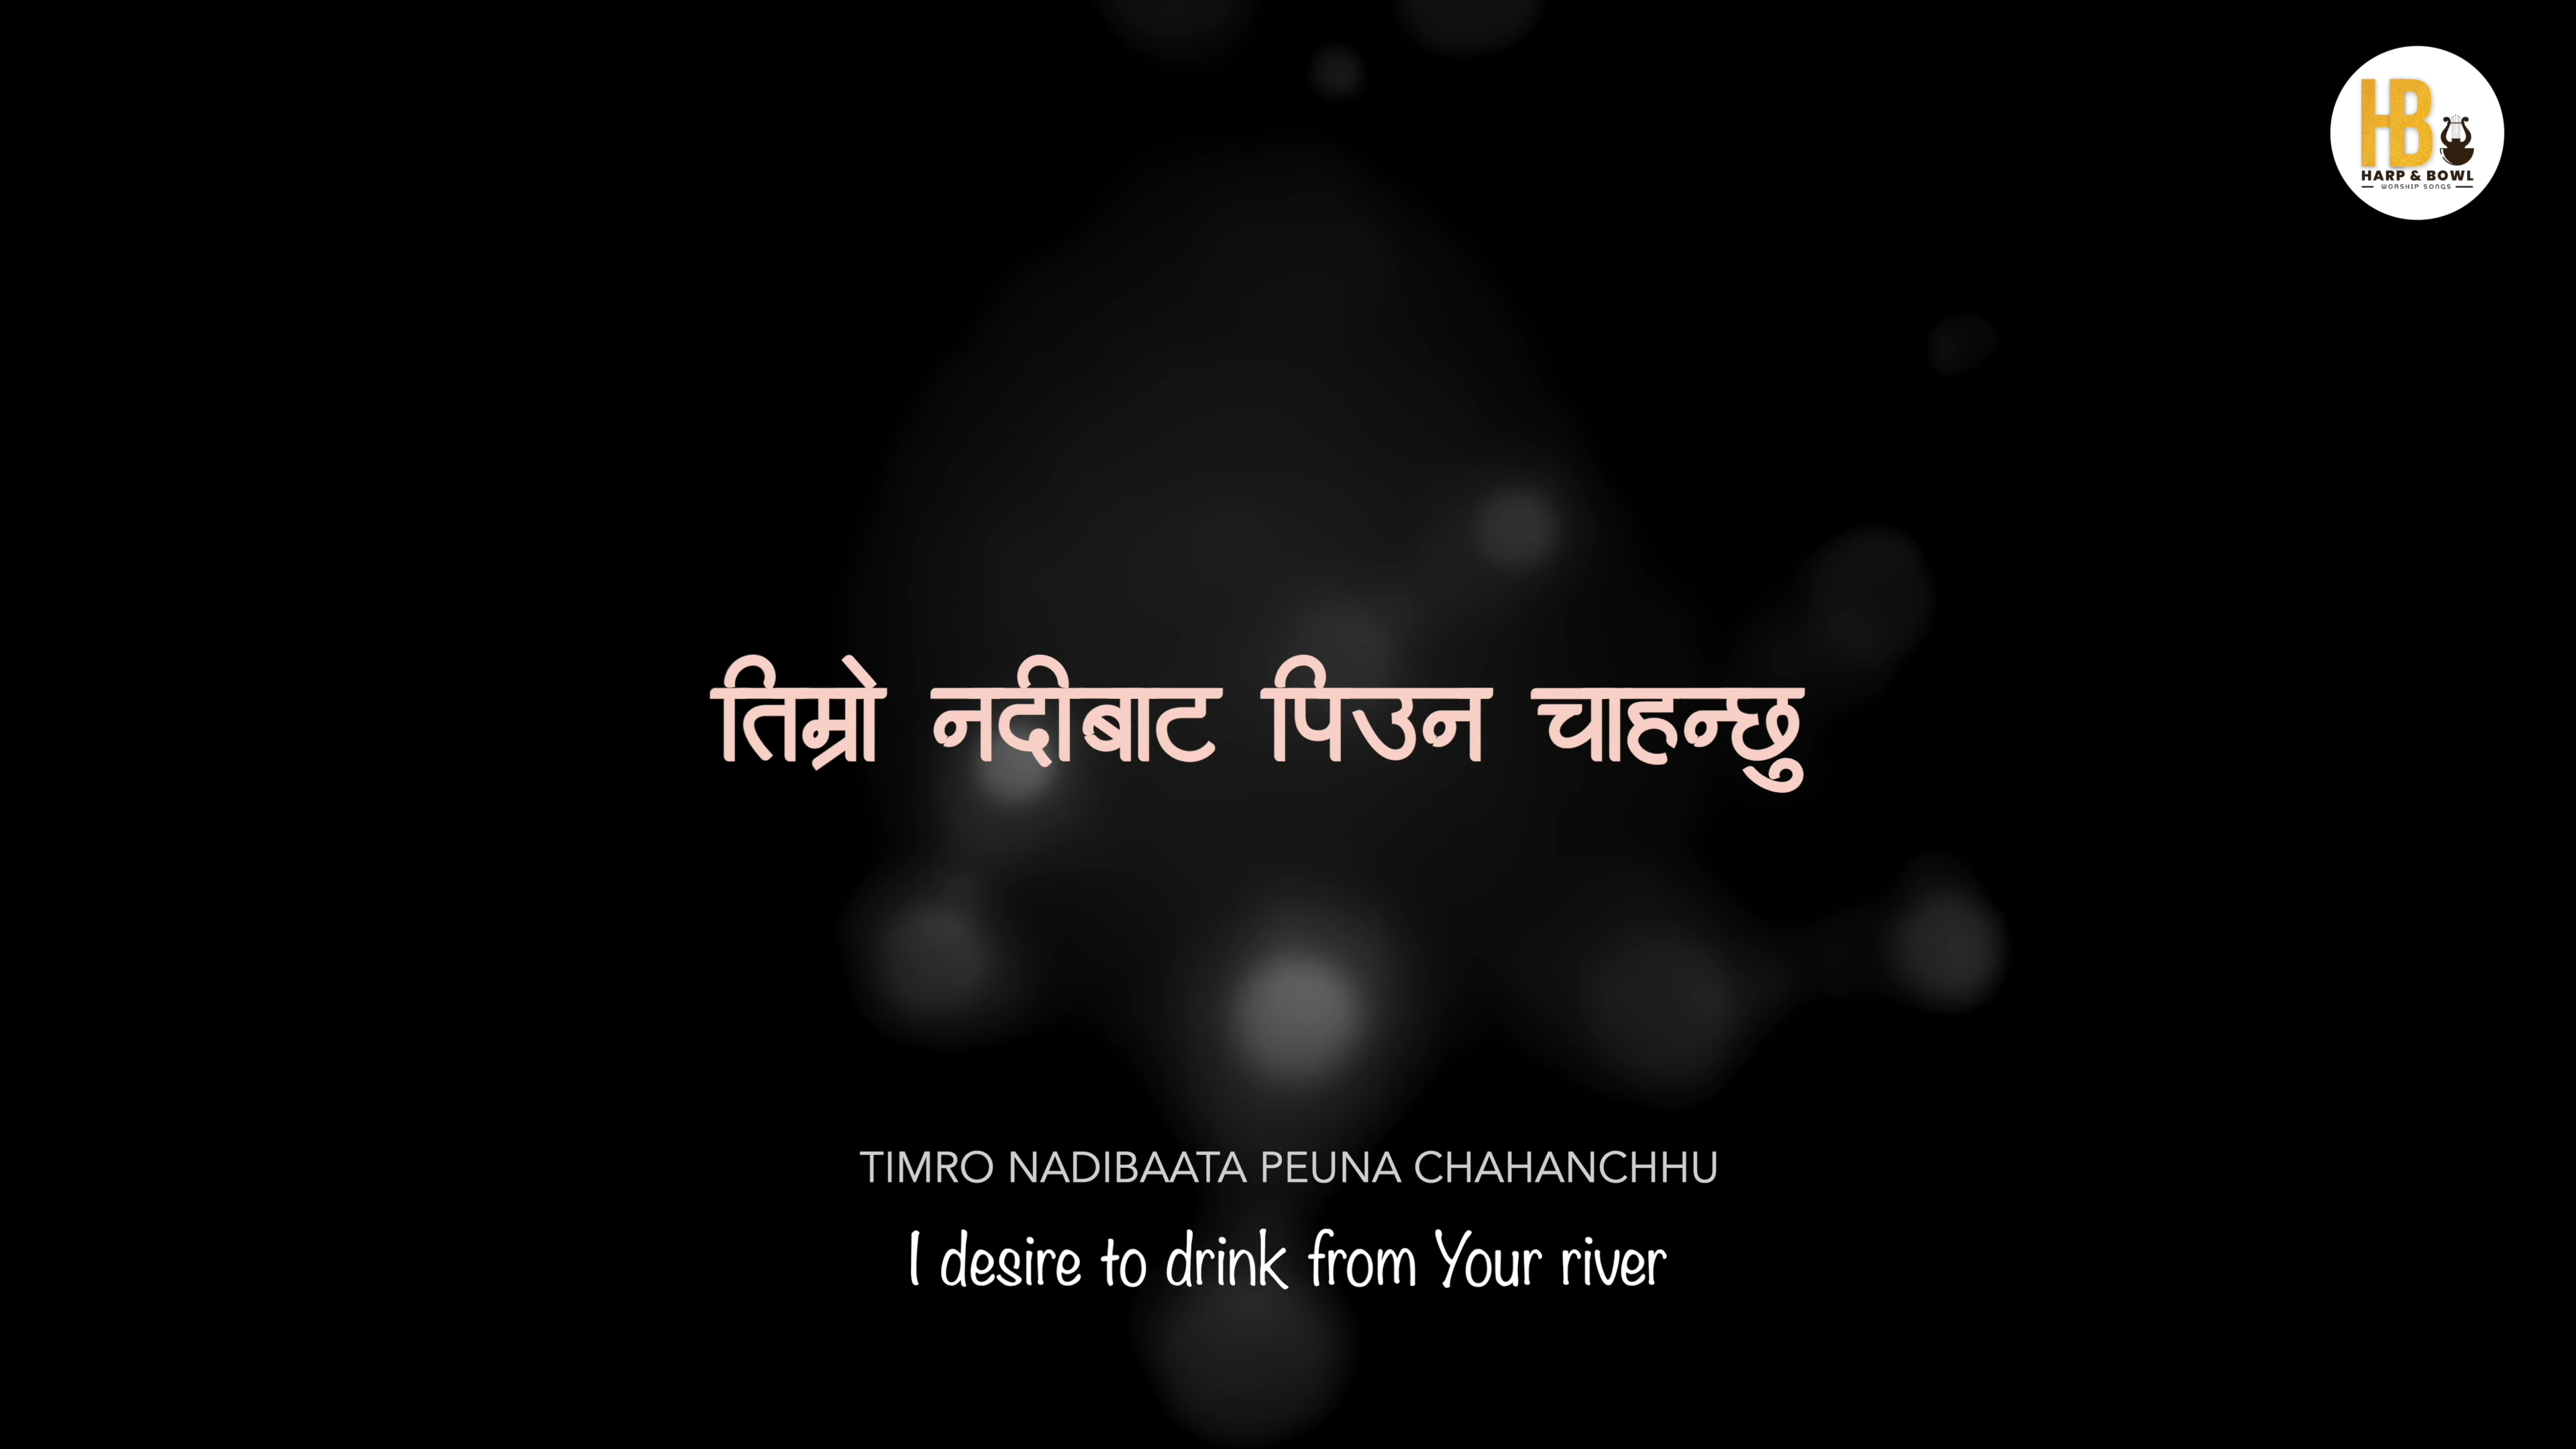 HB
HARP & BOWL
WORSHIP SONGS
तिम्रो नदीबाट पिउन चाहन्छु
TIMRO NADIBAATA PEUNA CHAHANCHHU
I desire to drink from Your river